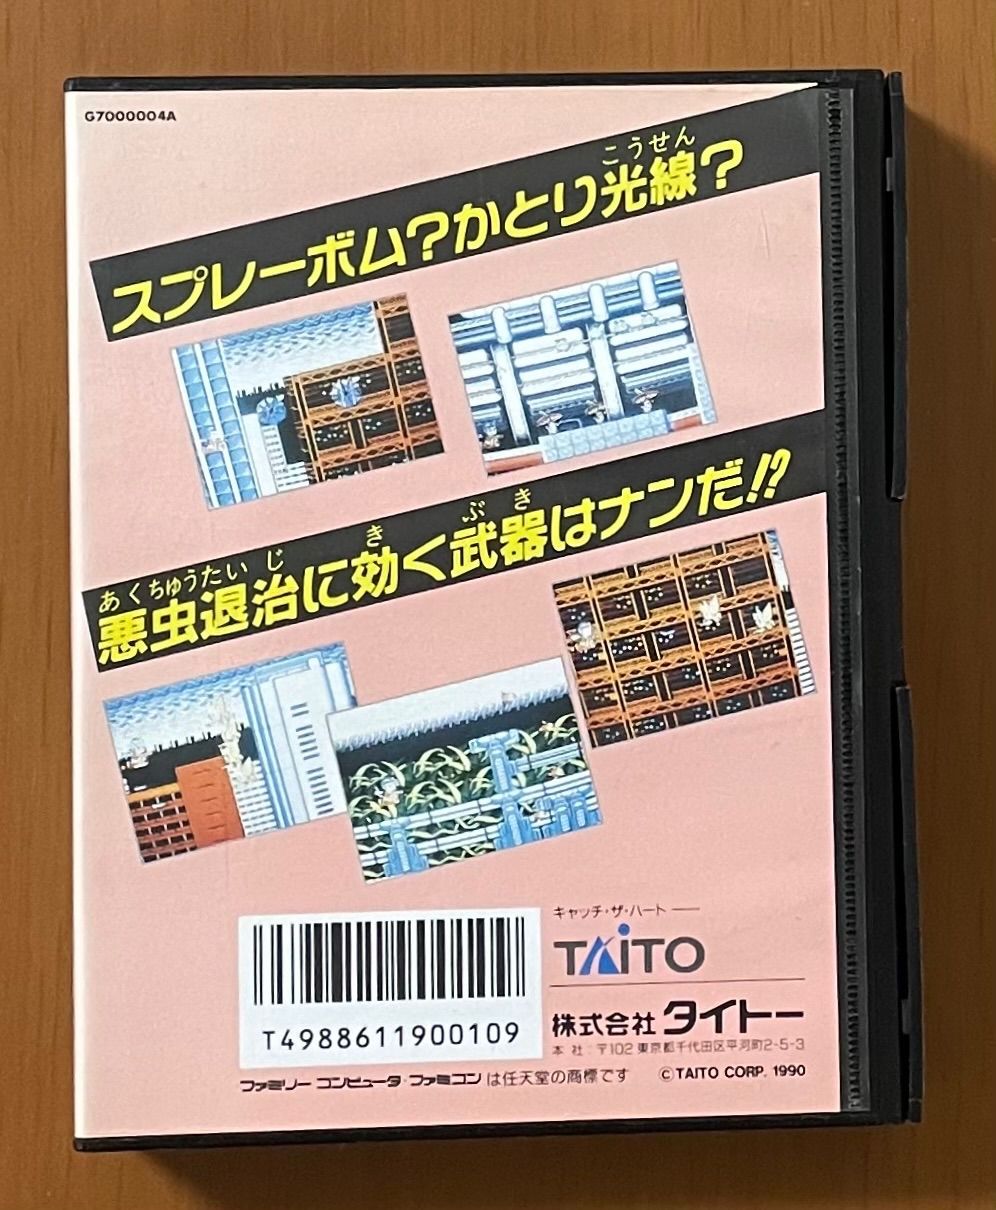 G7000004A
こうせん
スプレーボム?かとり光線?
あくちゅうたいじ き ぶき
悪虫退治に効く武器はナンだ!?
キャッチ・ザ・ハート
TAITO
株式会社 タイトー
本社:〒102 東京都千代田区平河町2-5-3
T4988611900109
ファミリーコンピュータ・ファミコンは任天堂の商標です
©TAITO CORP. 1990